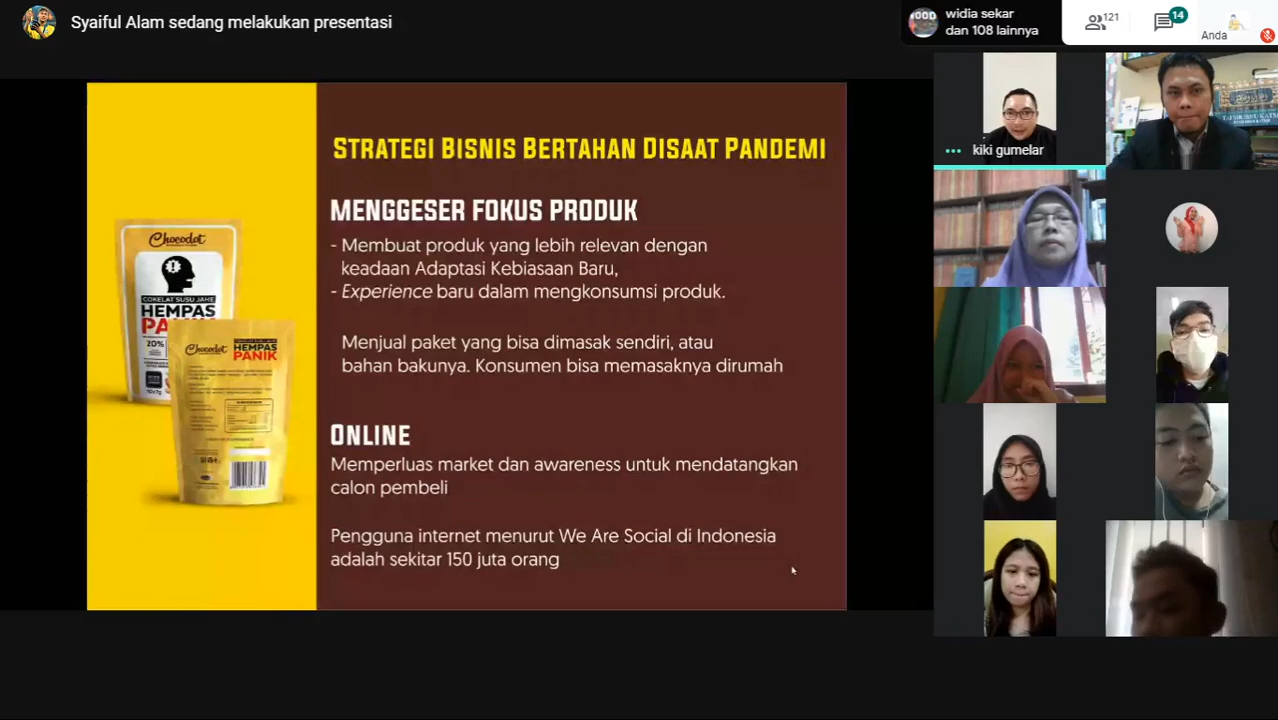 Syaiful Alam sedang melakukan presentasi
widia sekar
dan 108 lainnya
121
14
Anda
STRATEGI BISNIS BERTAHAN DISAAT PANDEMI
MENGGESER FOKUS PRODUK
- Membuat produk yang lebih relevan dengan
keadaan Adaptasi Kebiasaan Baru,
- Experience baru dalam mengkonsumsi produk.
Menjual paket yang bisa dimasak sendiri, atau
bahan bakunya. Konsumen bisa memasaknya dirumah
ONLINE
Memperluas market dan awareness untuk mendatangkan
calon pembeli
Pengguna internet menurut We Are Social di Indonesia
adalah sekitar 150 juta orang
Chocodot
COKELAT SUSU JAHE
HEMPAS
20%
Chocodot
HEMPAS
PANIK
kiki gumelar